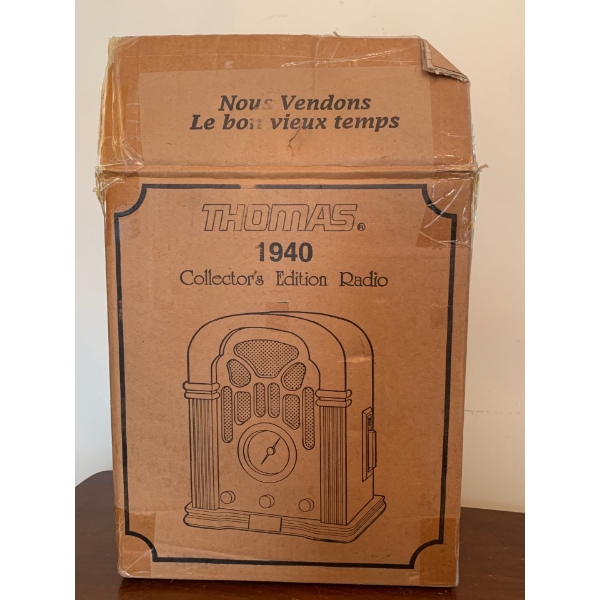 Nous Vendons
Le bon vieux temps
THOMAS®
1940
Collector's Edition Radio